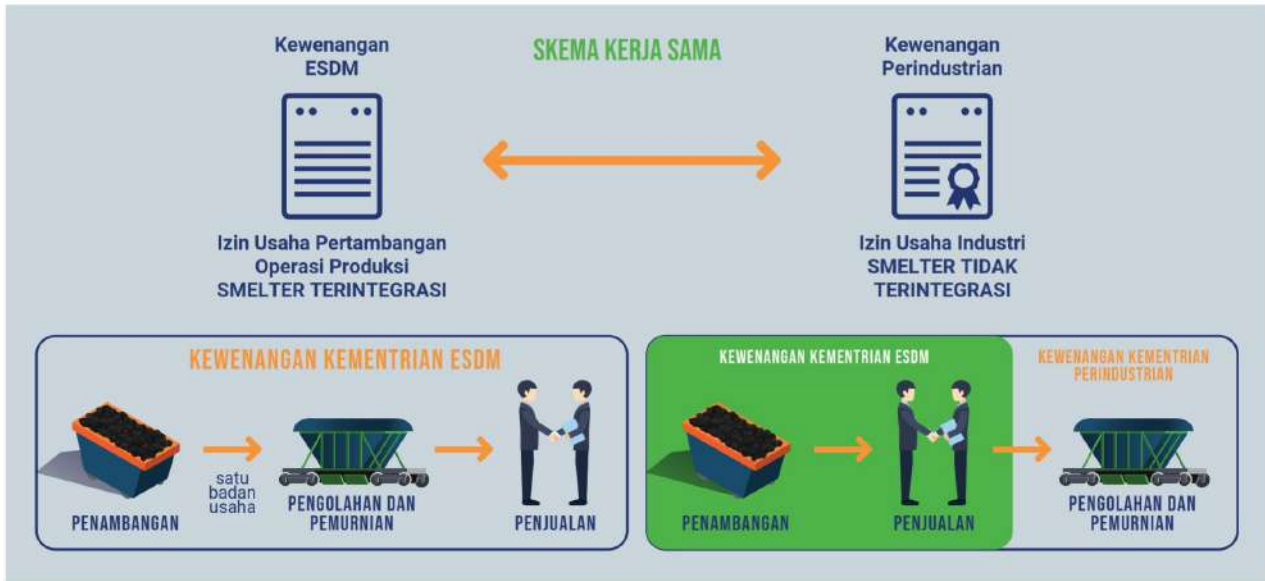 SKEMA KERJA SAMA
Kewenangan
ESDM
Izin Usaha Pertambangan
Operasi Produksi
SMELTER TERINTEGRASI
Kewenangan
Perindustrian
Izin Usaha Industri
SMELTER TIDAK
TERINTEGRASI
KEWENANGAN KEMENTRIAN ESDM
PENAMBANGAN
satu
badan
usaha
PENGOLAHAN DAN
PEMURNIAN
PENJUALAN
KEWENANGAN KEMENTRIAN ESDM
PENAMBANGAN
PENJUALAN
KEWENANGAN KEMENTRIAN
PERINDUSTRIAN
PENGOLAHAN DAN
PEMURNIAN